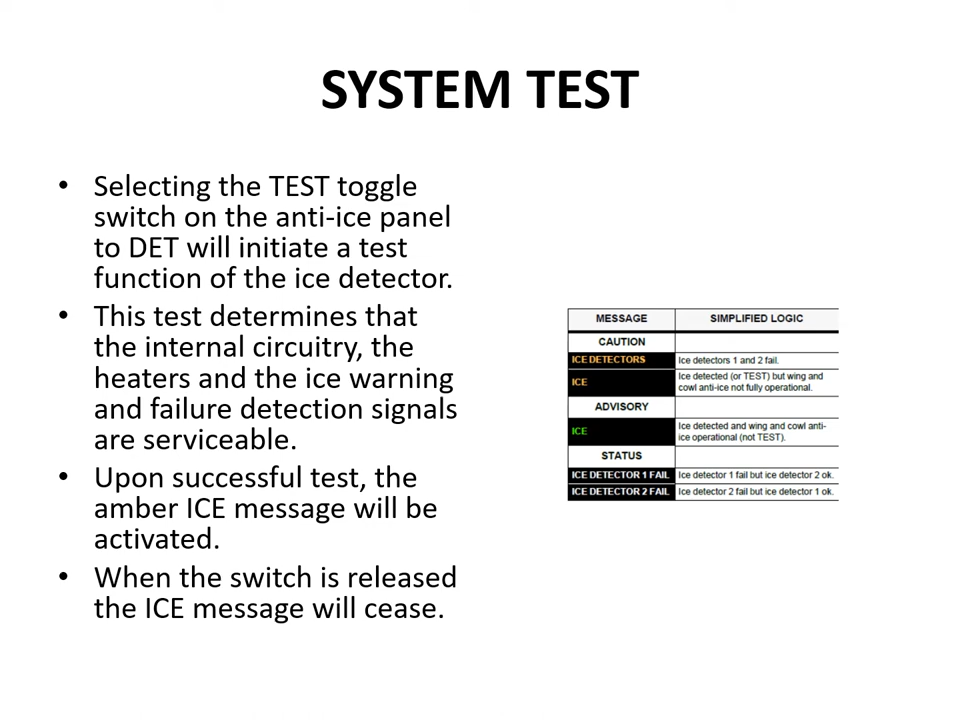 SYSTEM TEST
• Selecting the TEST toggle
switch on the anti-ice panel
to DET will initiate a test
function of the ice detector.
• This test determines that
the internal circuitry, the
heaters and the ice warning
and failure detection signals
are serviceable.
• Upon successful test, the
amber ICE message will be
activated.
• When the switch is released
the ICE message will cease.
MESSAGE SIMPLIFIED LOGIC
CAUTION
ICE DETECTORS Ice detectors 1 and 2 fail.
ICE Ice detected (or TEST) but wing and
cowl anti-ice not fully operational.
ADVISORY
ICE Ice detected and wing and cowl anti-
ice operational (not TEST).
STATUS
ICE DETECTOR 1 FAIL Ice detector 1 fail but ice detector 2 ok.
ICE DETECTOR 2 FAIL Ice detector 2 fail but ice detector 1 ok.